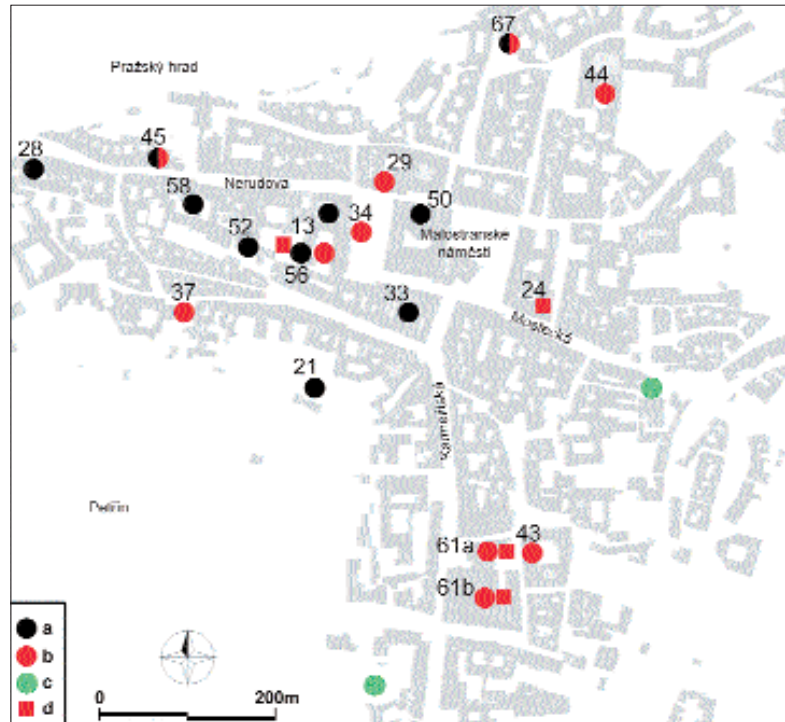 67
Pražský hrad
44
45
28
29
Nerudova
58
50
34
13
52
Malostranské
náměstí
56
24
33
37
Mostecká
21
Karmelitská
Petřín
43
61a
61b
a
b
c
d
0
200m